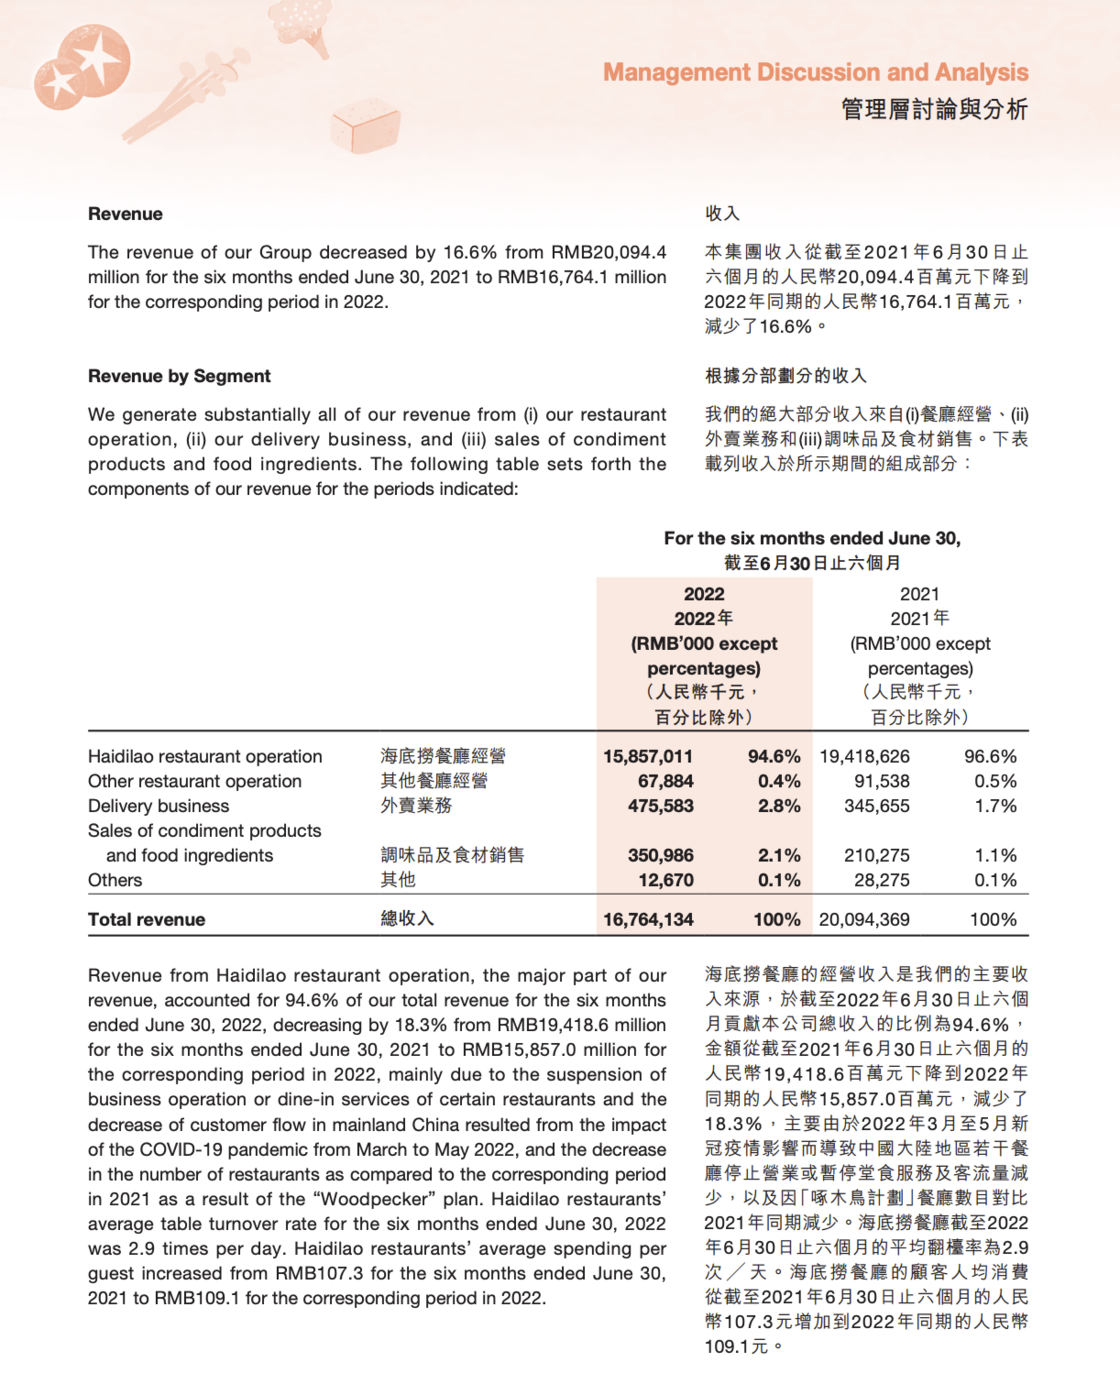 Management Discussion and Analysis
管理層討論與分析
Revenue
The revenue of our Group decreased by 16.6% from RMB20,094.4
million for the six months ended June 30, 2021 to RMB16,764.1 million
for the corresponding period in 2022.
收入
本集團收入從截至2021年6月30日止
六個月的人民幣20,094.4百萬元下降到
2022年同期的人民幣16,764.1百萬元，
減少了16.6%。
Revenue by Segment
We generate substantially all of our revenue from (i) our restaurant
operation, (ii) our delivery business, and (iii) sales of condiment
products and food ingredients. The following table sets forth the
components of our revenue for the periods indicated:
根據分部劃分的收入
我們的絕大部分收入來自(i)餐廳經營、(ii)
外賣業務和(iii)調味品及食材銷售。下表
載列收入於所示期間的組成部分：
For the six months ended June 30,
截至6月30日止六個月
2022 2021
2022年 2021年
(RMB’000 except (RMB’000 except
percentages) percentages)
（人民幣千元， （人民幣千元，
百分比除外） 百分比除外）
Haidilao restaurant operation 海底撈餐廳經營 15,857,011 94.6% 19,418,626 96.6%
Other restaurant operation 其他餐廳經營 67,884 0.4% 91,538 0.5%
Delivery business 外賣業務 475,583 2.8% 345,655 1.7%
Sales of condiment products
and food ingredients 調味品及食材銷售 350,986 2.1% 210,275 1.1%
Others 其他 12,670 0.1% 28,275 0.1%
Total revenue 總收入 16,764,134 100% 20,094,369 100%
Revenue from Haidilao restaurant operation, the major part of our
revenue, accounted for 94.6% of our total revenue for the six months
ended June 30, 2022, decreasing by 18.3% from RMB19,418.6 million
for the six months ended June 30, 2021 to RMB15,857.0 million for
the corresponding period in 2022, mainly due to the suspension of
business operation or dine-in services of certain restaurants and the
decrease of customer flow in mainland China resulted from the impact
of the COVID-19 pandemic from March to May 2022, and the decrease
in the number of restaurants as compared to the corresponding period
in 2021 as a result of the “Woodpecker” plan. Haidilao restaurants’
average table turnover rate for the six months ended June 30, 2022
was 2.9 times per day. Haidilao restaurants’ average spending per
guest increased from RMB107.3 for the six months ended June 30,
2021 to RMB109.1 for the corresponding period in 2022.
海底撈餐廳的經營收入是我們的主要收
入來源，於截至2022年6月30日止六個
月貢獻本公司總收入的比例為94.6%，
金額從截至2021年6月30日止六個月的
人民幣19,418.6百萬元下降到2022年
同期的人民幣15,857.0百萬元，減少了
18.3%，主要由於2022年3月至5月新
冠疫情影響而導致中國大陸地區若干餐
廳停止營業或暫停堂食服務及客流量減
少，以及因「啄木鳥計劃」餐廳數目對比
2021年同期減少。海底撈餐廳截至2022
年6月30日止六個月的平均翻檯率為2.9
次／天。海底撈餐廳的顧客人均消費
從截至2021年6月30日止六個月的人民
幣107.3元增加到2022年同期的人民幣
109.1元。